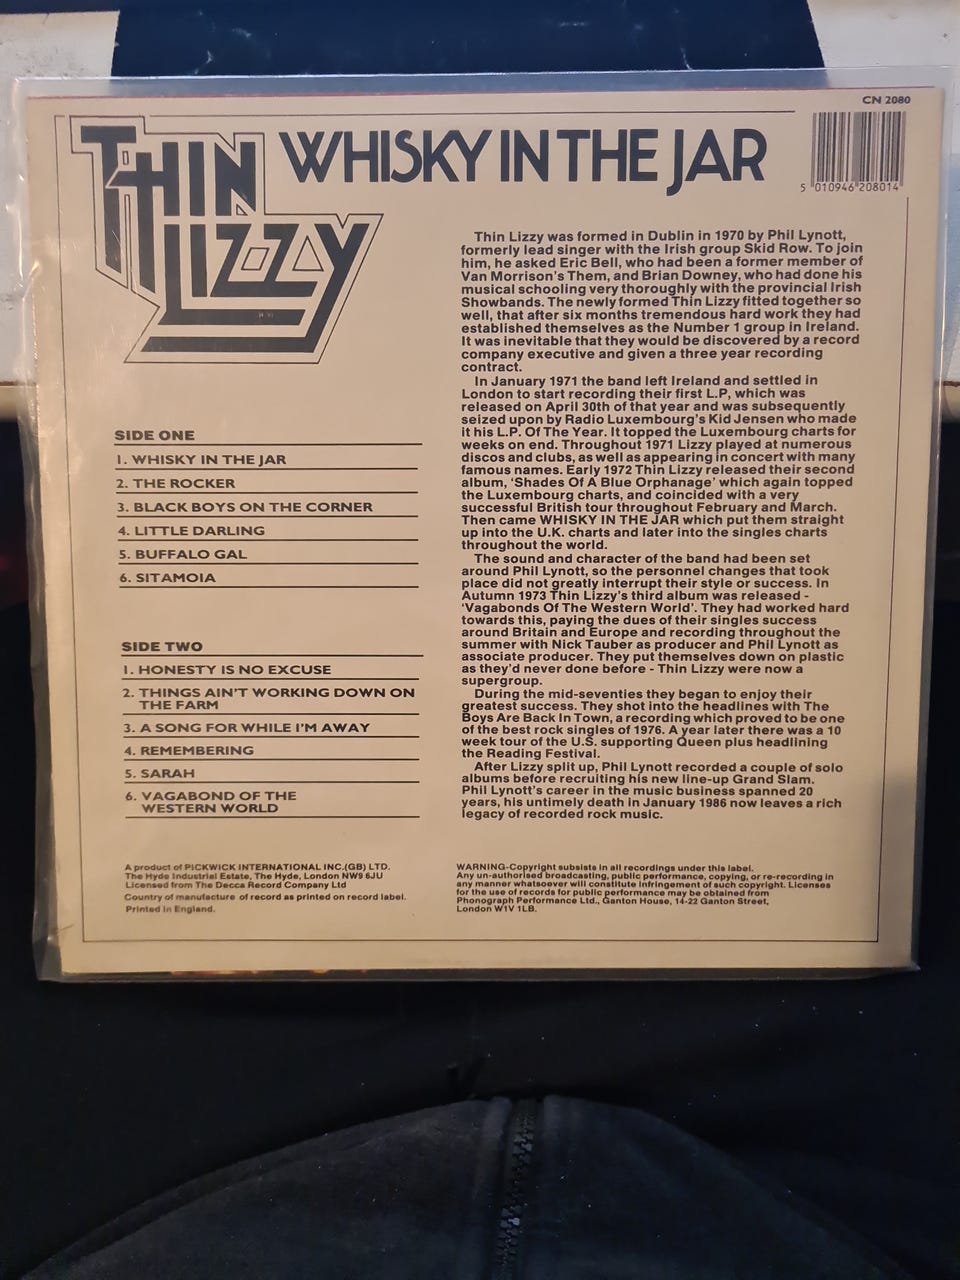 CN 2080
THIN
LIZZY
WHISKY IN THE JAR
5 010946 208014
SIDE ONE
1. WHISKY IN THE JAR
2. THE ROCKER
3. BLACK BOYS ON THE CORNER
4. LITTLE DARLING
5. BUFFALO GAL
6. SITAMOIA
SIDE TWO
1. HONESTY IS NO EXCUSE
2. THINGS AIN'T WORKING DOWN ON
THE FARM
3. A SONG FOR WHILE I'M AWAY
4. REMEMBERING
5. SARAH
6. VAGABOND OF THE
WESTERN WORLD
Thin Lizzy was formed in Dublin in 1970 by Phil Lynott,
formerly lead singer with the Irish group Skid Row. To join
him, he asked Eric Bell, who had been a former member of
Van Morrison's Them, and Brian Downey, who had done his
musical schooling very thoroughly with the provincial Irish
Showbands. The newly formed Thin Lizzy fitted together so
well, that after six months tremendous hard work they had
established themselves as the Number 1 group in Ireland.
It was inevitable that they would be discovered by a record
company executive and given a three year recording
contract.
In January 1971 the band left Ireland and settled in
London to start recording their first L.P, which was
released on April 30th of that year and was subsequently
seized upon by Radio Luxembourg's Kid Jensen who made
it his L.P. Of The Year. It topped the Luxembourg charts for
weeks on end. Throughout 1971 Lizzy played at numerous
discos and clubs, as well as appearing in concert with many
famous names. Early 1972 Thin Lizzy released their second
album, 'Shades Of A Blue Orphanage' which again topped
the Luxembourg charts, and coincided with a very
successful British tour throughout February and March.
Then came WHISKY IN THE JAR which put them straight
up into the U.K. charts and later into the singles charts
throughout the world.
The sound and character of the band had been set
around Phil Lynott, so the personnel changes that took
place did not greatly interrupt their style or success. In
Autumn 1973 Thin Lizzy's third album was released -
'Vagabonds Of The Western World'. They had worked hard
towards this, paying the dues of their singles success
around Britain and Europe and recording throughout the
summer with Nick Tauber as producer and Phil Lynott as
associate producer. They put themselves down on plastic
as they'd never done before - Thin Lizzy were now a
supergroup.
During the mid-seventies they began to enjoy their
greatest success. They shot into the headlines with The
Boys Are Back In Town, a recording which proved to be one
of the best rock singles of 1976. A year later there was a 10
week tour of the U.S. supporting Queen plus headlining
the Reading Festival.
After Lizzy split up, Phil Lynott recorded a couple of solo
albums before recruiting his new line-up Grand Slam.
Phil Lynott's career in the music business spanned 20
years, his untimely death in January 1986 now leaves a rich
legacy of recorded rock music.
A product of PICKWICK INTERNATIONAL INC.(GB) LTD.
The Hyde Industrial Estate, The Hyde, London NW9 6JU
Licensed from The Decca Record Company Ltd
Country of manufacture of record as printed on record label.
Printed in England.
WARNING-Copyright subsists in all recordings under this label.
Any un-authorised broadcasting, public performance, copying, or re-recording in
any manner whatsoever will constitute infringement of such copyright. Licenses
for the use of records for public performance may be obtained from
Phonograph Performance Ltd., Ganton House, 14-22 Ganton Street,
London W1V 1LB.